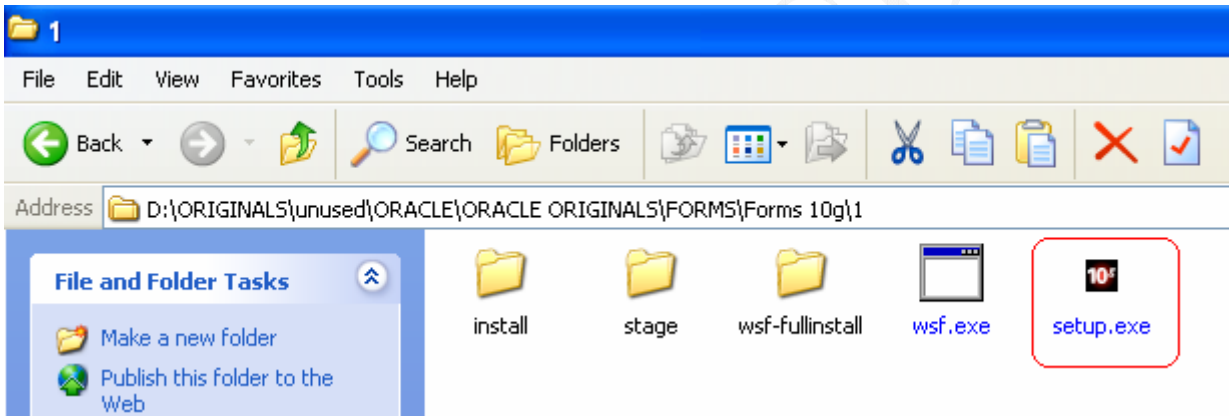 1
File Edit View Favorites Tools Help
Back Search Folders
Address D:\ORIGINALS\unused\ORACLE\ORACLE ORIGINALS\FORMS\Forms 10g\1
File and Folder Tasks
Make a new folder
Publish this folder to the
Web
install stage wsf-fullinstall wsf.exe setup.exe
10g